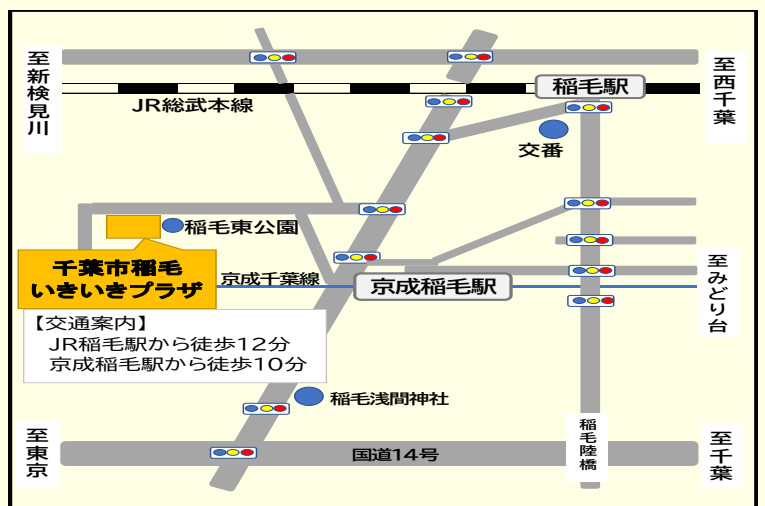 至新検見川
JR総武本線
稲毛駅
至西千葉
交番
稲毛東公園
千葉市稲毛
いきいきプラザ
京成千葉線
京成稲毛駅
至みどり台
【交通案内】
JR稲毛駅から徒歩12分
京成稲毛駅から徒歩10分
稲毛浅間神社
至東京
国道14号
稲毛陸橋
至千葉